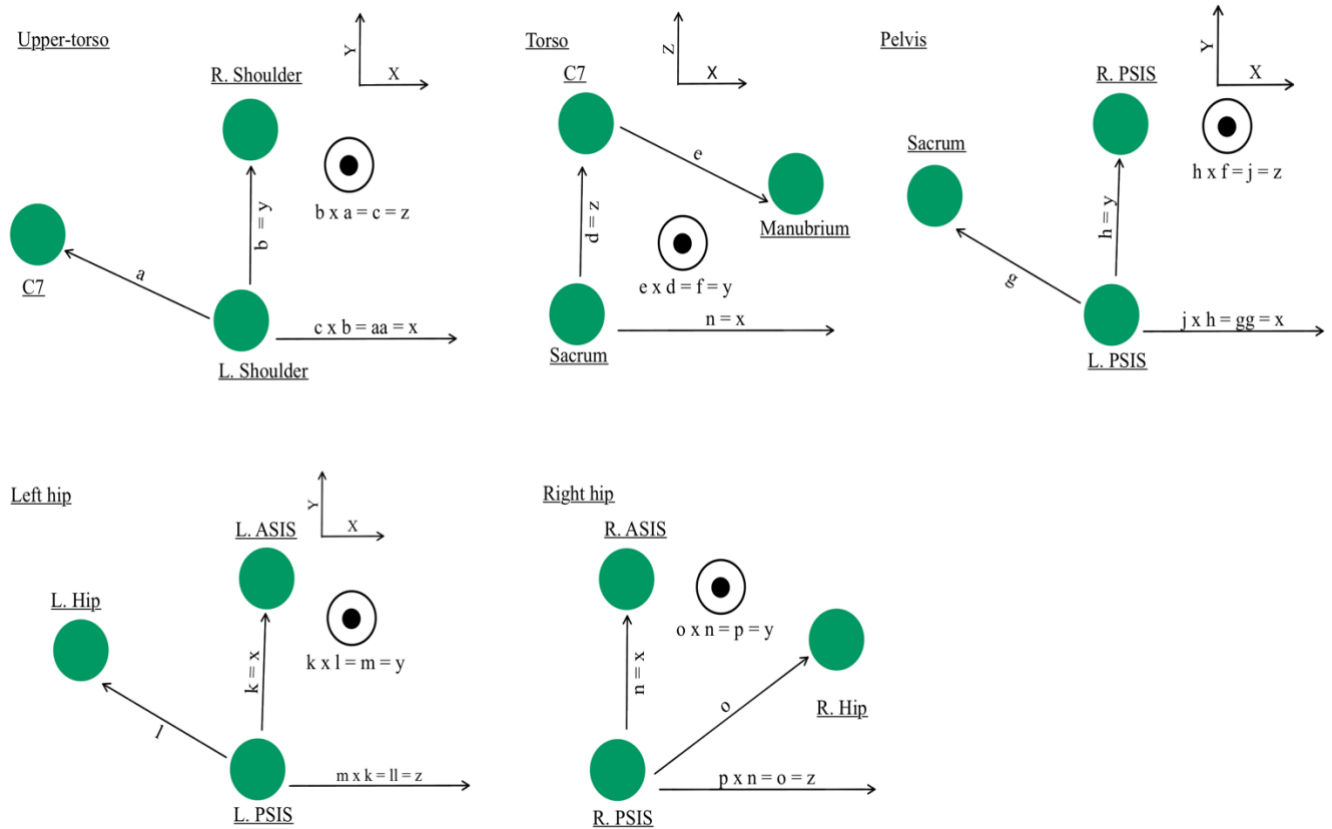 Upper-torso
Y
X
R. Shoulder
b x a = c = z
b = y
a
C7
c x b = aa = x
L. Shoulder
Torso
Z
X
C7
e
d = z
Manubrium
e x d = f = y
n = x
Sacrum
Pelvis
Y
X
R. PSIS
Sacrum
h x f = j = z
h = y
g
j x h = gg = x
L. PSIS
Left hip
Y
X
L. ASIS
L. Hip
k x l = m = y
k = x
l
m x k = ll = z
L. PSIS
Right hip
R. ASIS
o x n = p = y
n = x
o
R. Hip
p x n = o = z
R. PSIS